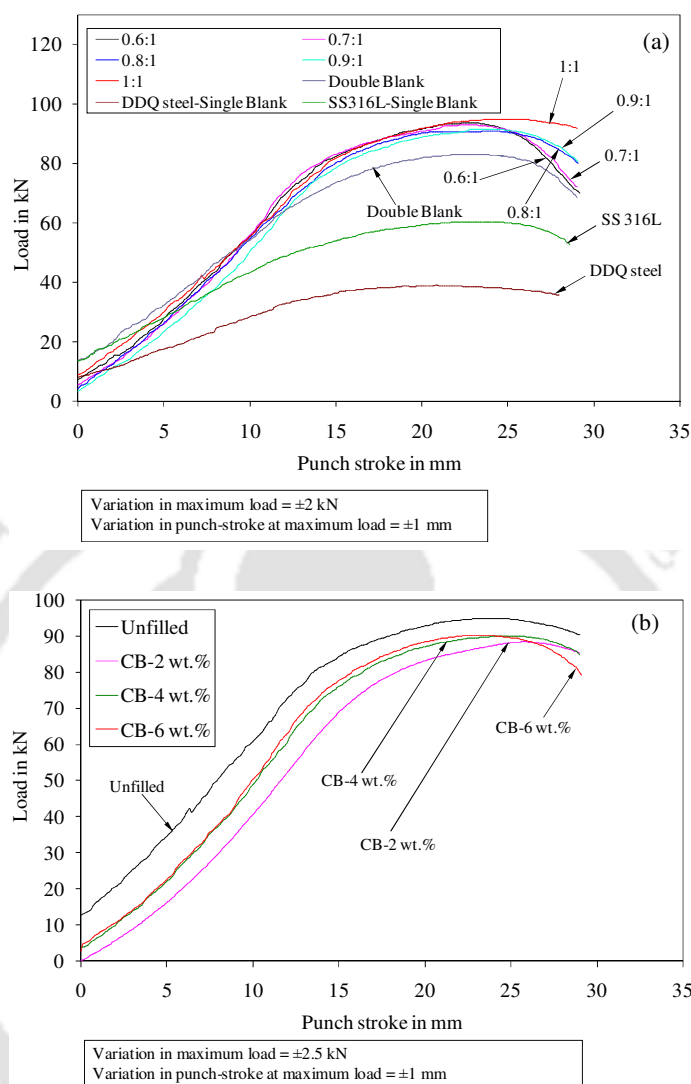 120
100
80
60
40
20
0
Load in kN
0.6:1 0.7:1
0.8:1 0.9:1
1:1 Double Blank
DDQ steel-Single Blank SS316L-Single Blank
(a)
1:1
0.9:1
0.7:1
0.6:1
0.8:1
Double Blank
SS 316L
DDQ steel
0 5 10 15 20 25 30 35
Punch stroke in mm
Variation in maximum load = ±2 kN
Variation in punch-stroke at maximum load = ±1 mm
100
90
80
70
60
50
40
30
20
10
0
Load in kN
Unfilled
CB-2 wt.%
CB-4 wt.%
CB-6 wt.%
(b)
CB-6 wt.%
CB-4 wt.%
Unfilled
CB-2 wt.%
0 5 10 15 20 25 30 35
Punch stroke in mm
Variation in maximum load = ±2.5 kN
Variation in punch-stroke at maximum load = ±1 mm